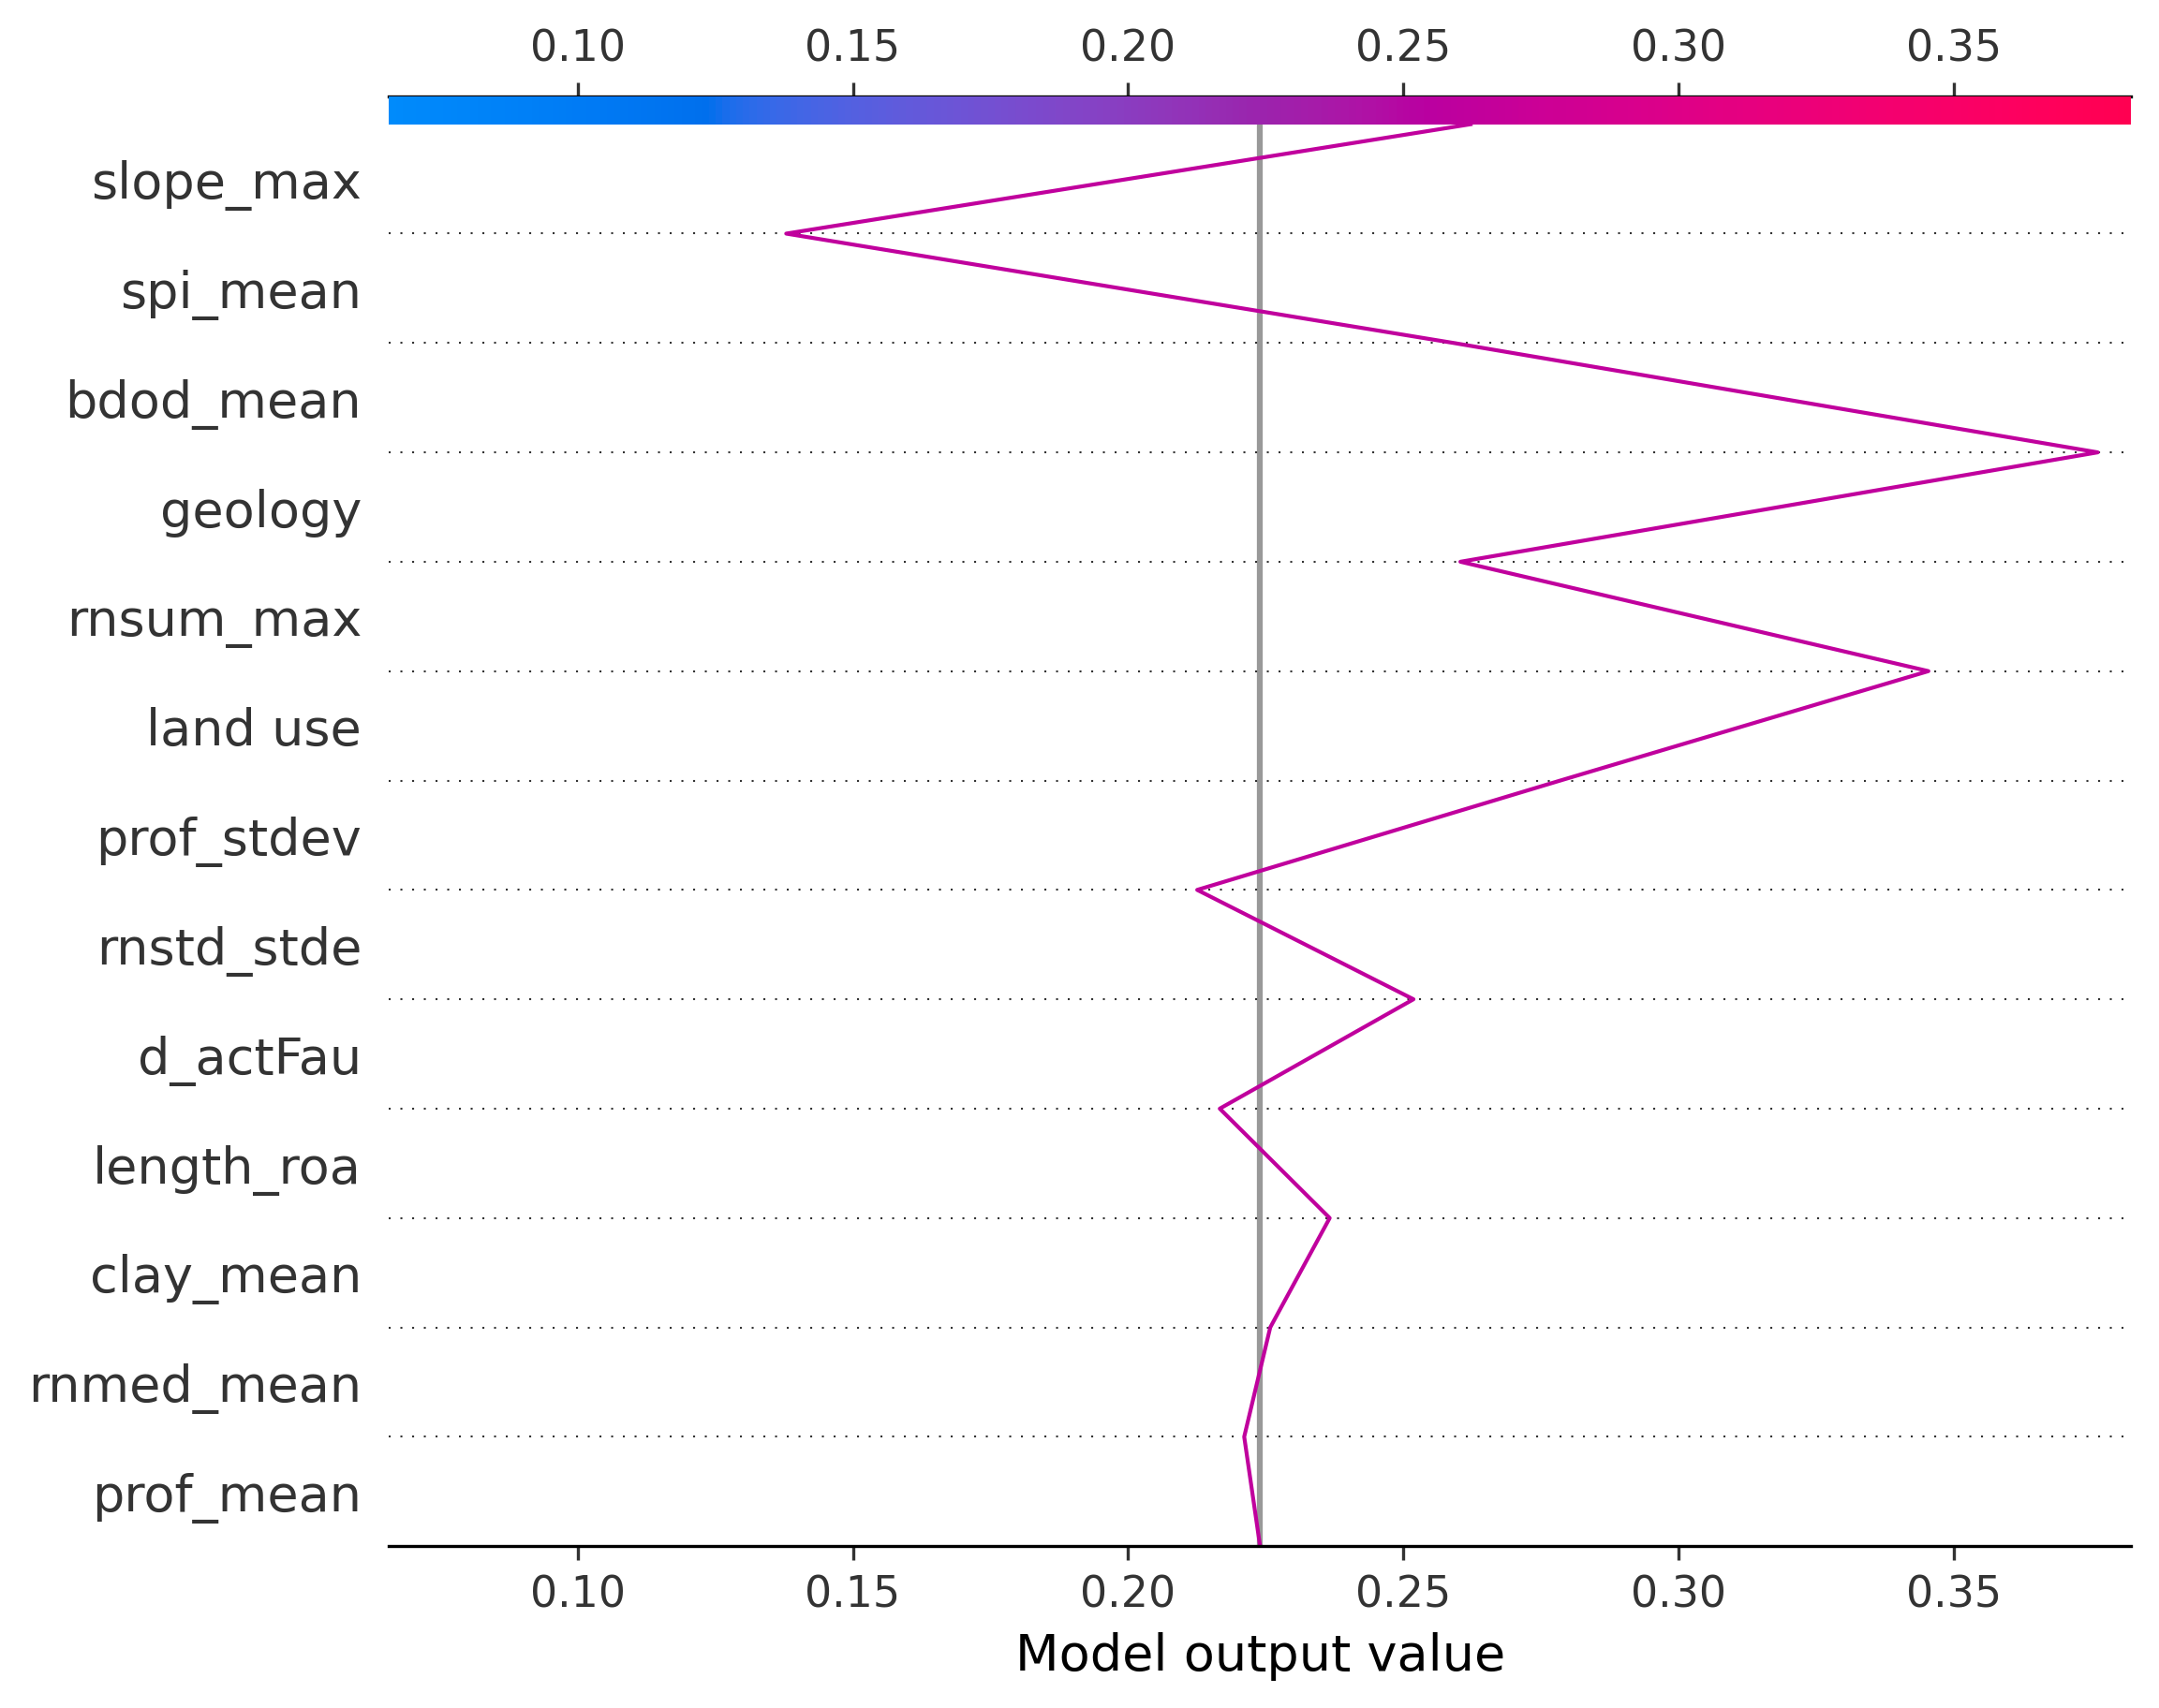 0.10 0.15 0.20 0.25 0.30 0.35
slope_max
spi_mean
bdod_mean
geology
rnsum_max
land use
prof_stdev
rnstd_stde
d_actFau
length_roa
clay_mean
rnmed_mean
prof_mean
0.10 0.15 0.20 0.25 0.30 0.35
Model output value